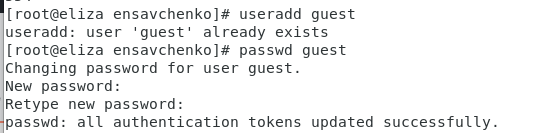 [root@eliza ensavchenko]# useradd guest
useradd: user 'guest' already exists
[root@eliza ensavchenko]# passwd guest
Changing password for user guest.
New password:
Retype new password:
passwd: all authentication tokens updated successfully.